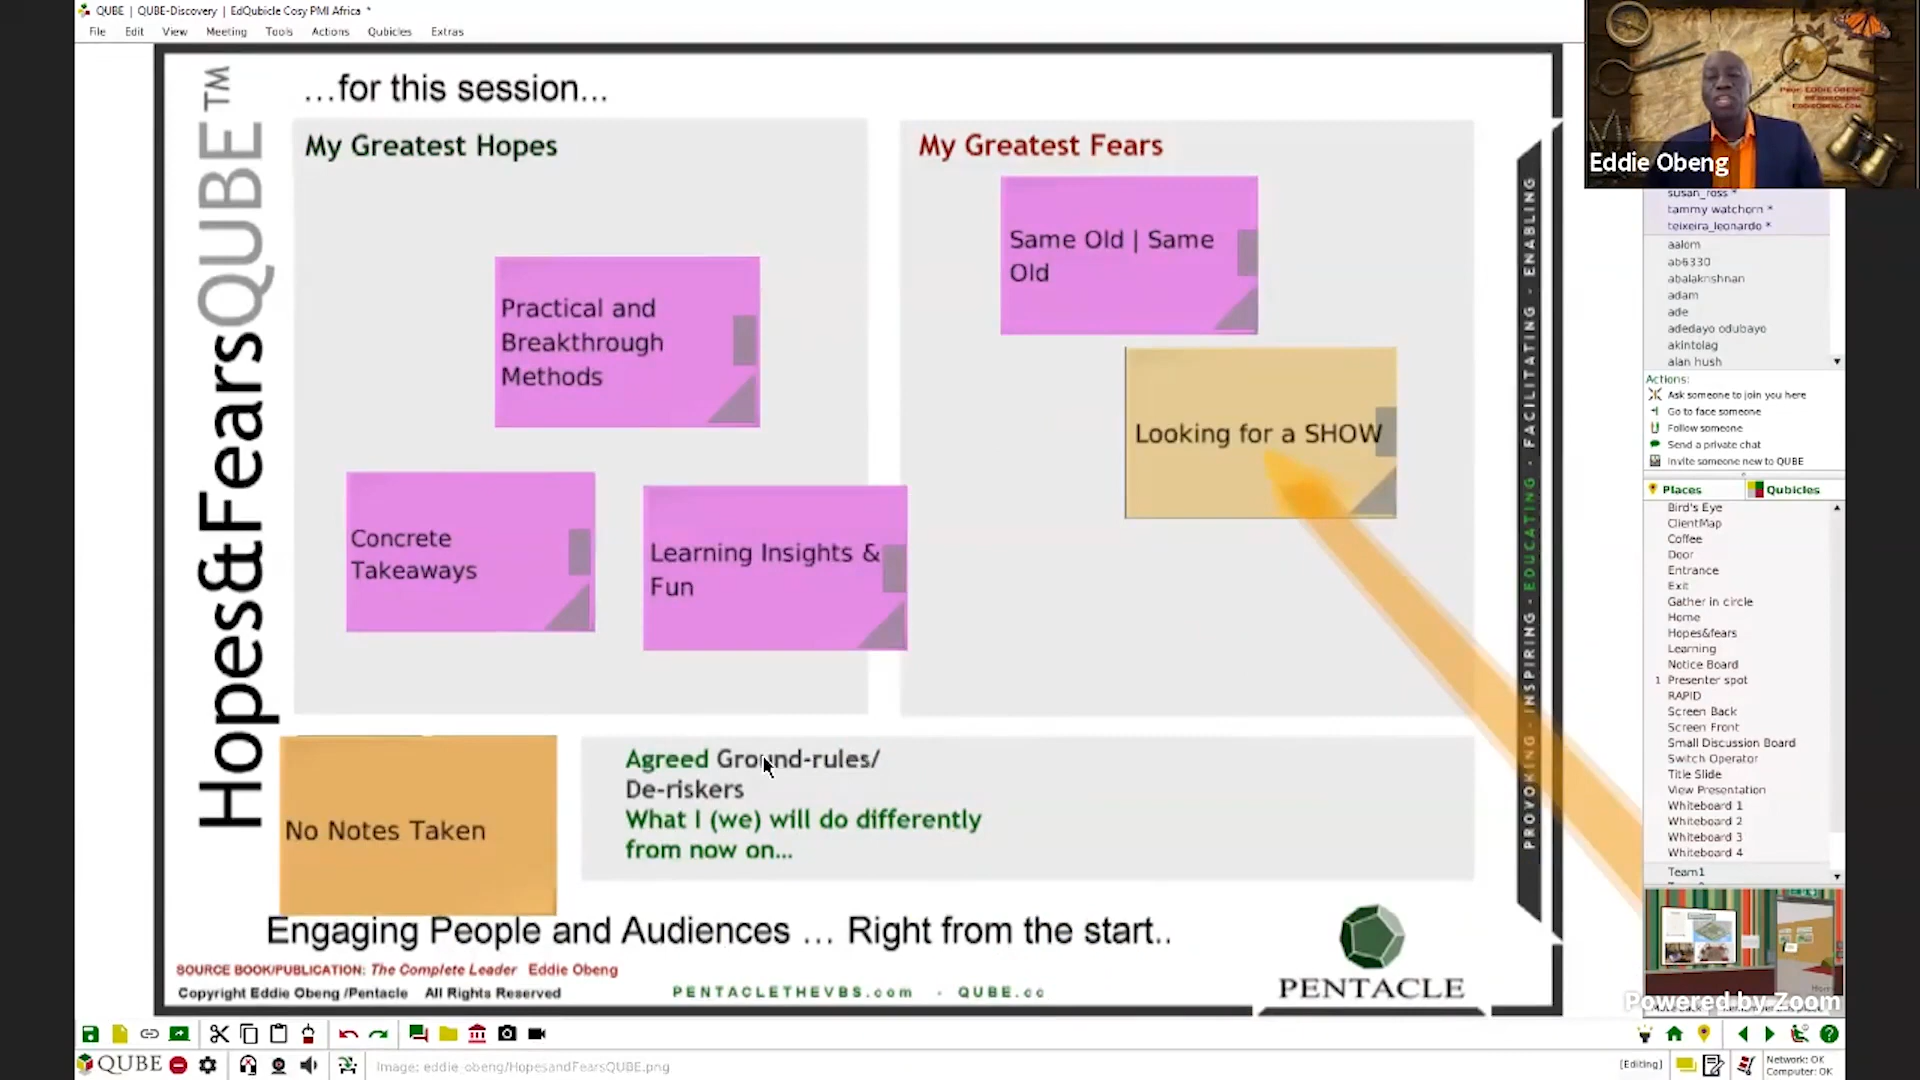 QUBE | QUBE-Discovery | EdQubicle Cosy PMI Africa *
File Edit View Meeting Tools Actions Qubicles Extras
Hopes&FearsQUBE™
...for this session...
My Greatest Hopes
Practical and
Breakthrough
Methods
Concrete
Takeaways
Learning Insights &
Fun
My Greatest Fears
Same Old | Same
Old
Looking for a SHOW
No Notes Taken
Agreed Ground-rules/
De-riskers
What I (we) will do differently
from now on...
Engaging People and Audiences ... Right from the start..
SOURCE BOOK/PUBLICATION: The Complete Leader Eddie Obeng
Copyright Eddie Obeng /Pentacle All Rights Reserved
PENTACLETHEVBS.com - QUBE.cc
PENTACLE
PROVOKING - INSPIRING - EDUCATING - FACILITATING - ENABLING
Eddie Obeng
susan_ross *
tammy watchorn *
teixeira_leonardo *
aalom
ab6330
abalakrishnan
adam
ade
adedayo odubayo
akintolag
alan hush
Actions:
Ask someone to join you here
Go to face someone
Follow someone
Send a private chat
Invite someone new to QUBE
Places Qubicles
Bird's Eye
ClientMap
Coffee
Door
Entrance
Exit
Gather in circle
Home
Hopes&fears
Learning
Notice Board
1 Presenter spot
RAPID
Screen Back
Screen Front
Small Discussion Board
Switch Operator
Title Slide
View Presentation
Whiteboard 1
Whiteboard 2
Whiteboard 3
Whiteboard 4
Team1
Powered by Zoom
QUBE
Image: eddie_obeng/HopesandFearsQUBE.png
[Editing]
Network: OK
Computer: OK